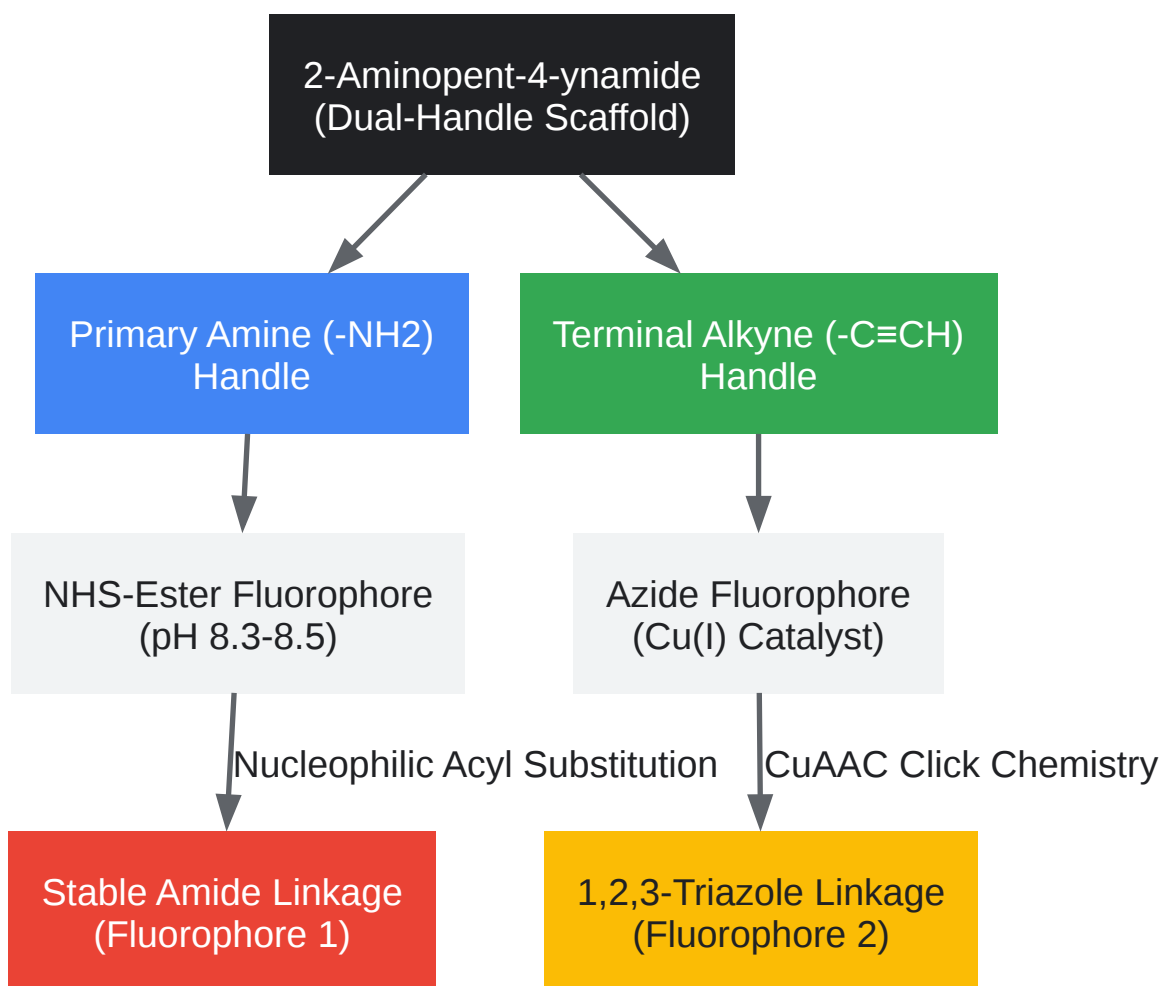 2-Aminopent-4-ynamide
(Dual-Handle Scaffold)
Primary Amine (-NH2)
Handle
Terminal Alkyne (-C≡CH)
Handle
NHS-Ester Fluorophore
(pH 8.3-8.5)
Azide Fluorophore
(Cu(I) Catalyst)
Nucleophilic Acyl Substitution
CuAAC Click Chemistry
Stable Amide Linkage
(Fluorophore 1)
1,2,3-Triazole Linkage
(Fluorophore 2)